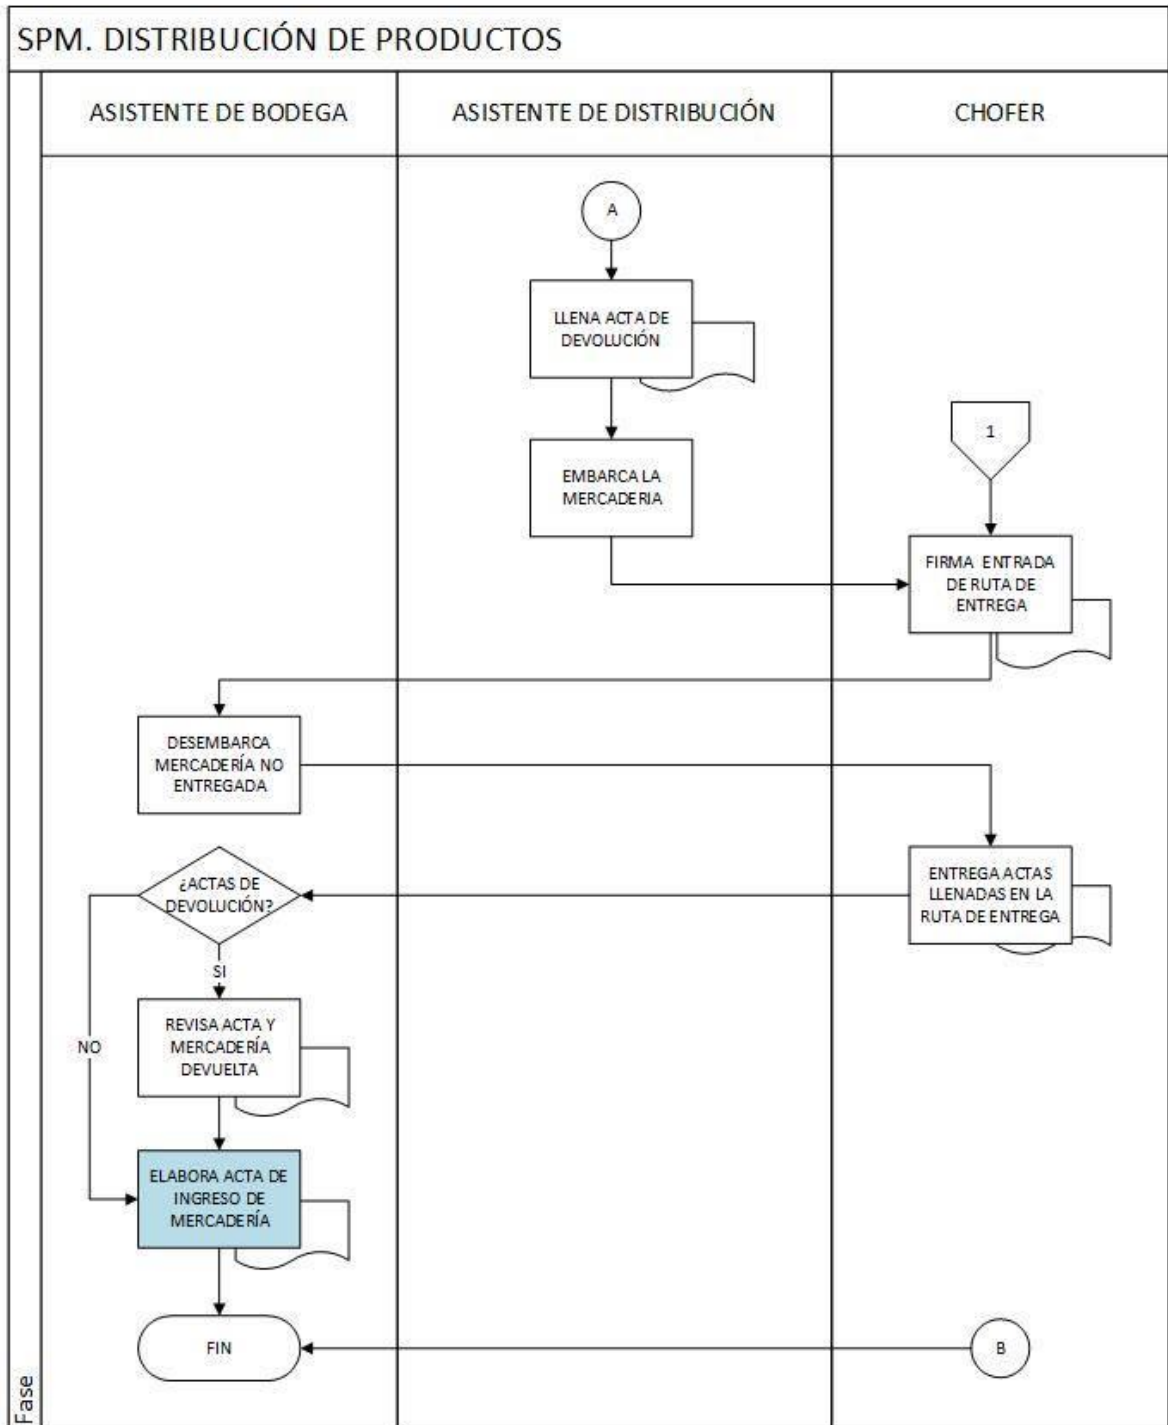 SPM. DISTRIBUCIÓN DE PRODUCTOS
ASISTENTE DE BODEGA
ASISTENTE DE DISTRIBUCIÓN
CHOFER
A
LLENA ACTA DE
DEVOLUCIÓN
1
EMBARCA LA
MERCADERIA
FIRMA ENTRADA
DE RUTA DE
ENTREGA
DESEMBARCA
MERCADERÍA NO
ENTREGADA
¿ACTAS DE
DEVOLUCIÓN?
ENTREGA ACTAS
LLENADAS EN LA
RUTA DE ENTREGA
SI
NO
REVISA ACTA Y
MERCADERÍA
DEVUELTA
ELABORA ACTA DE
INGRESO DE
MERCADERÍA
FIN
B
Fase